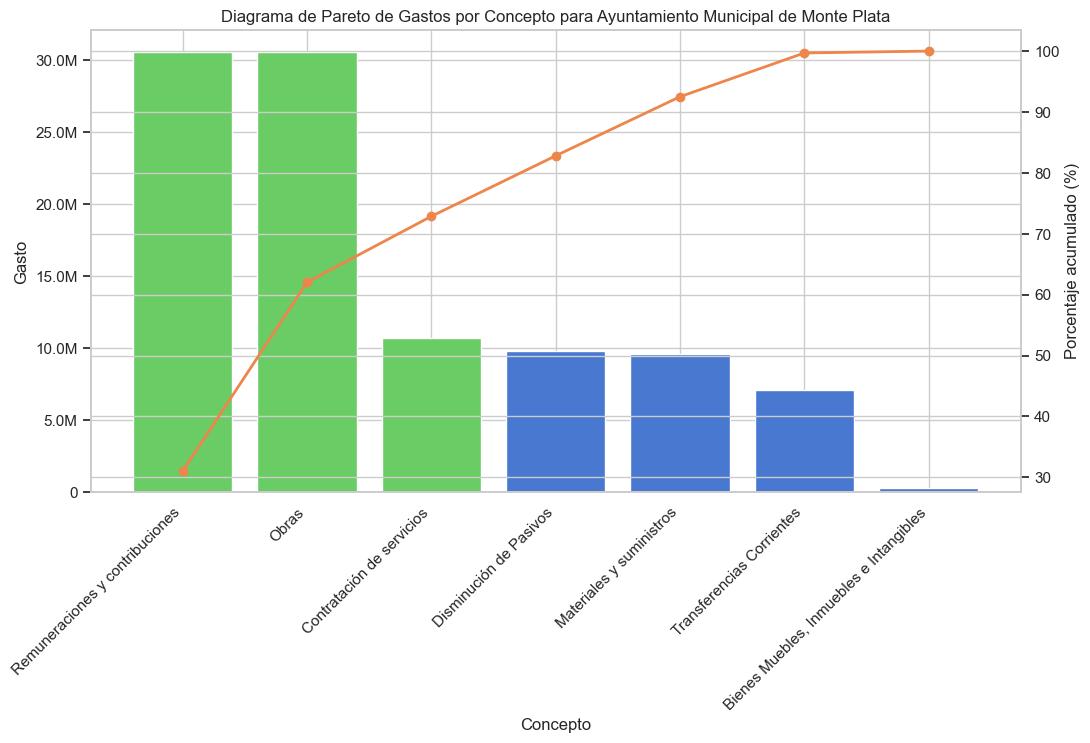 Diagrama de Pareto de Gastos por Concepto para Ayuntamiento Municipal de Monte Plata
Gasto
30.0M
25.0M
20.0M
15.0M
10.0M
5.0M
0
100
90
80
70
60
50
40
30
Porcentaje acumulado (%)
Remuneraciones y contribuciones
Obras
Contratación de servicios
Disminución de Pasivos
Materiales y suministros
Transferencias Corrientes
Bienes Muebles, Inmuebles e Intangibles
Concepto